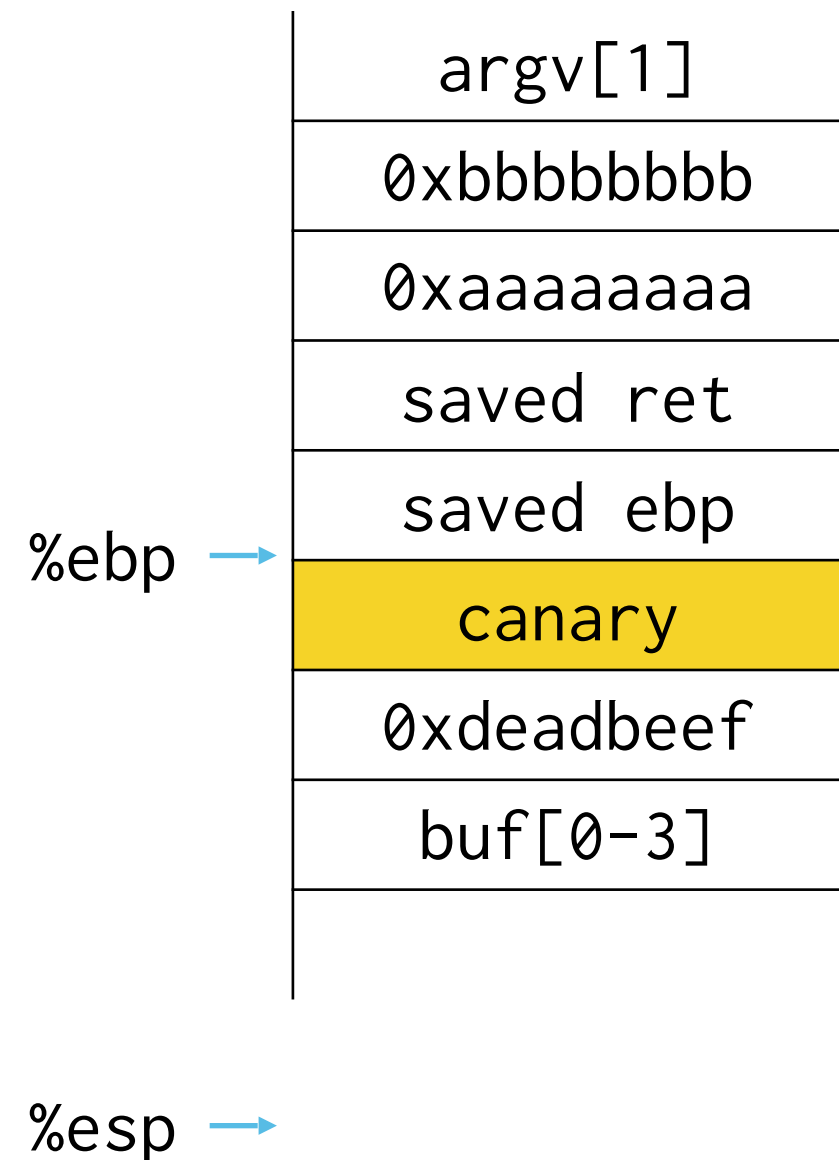 argv[1]
0xbbbbbbbb
0xaaaaaaaa
saved ret
saved ebp
%ebp
canary
0xdeadbeef
buf[0-3]
%esp